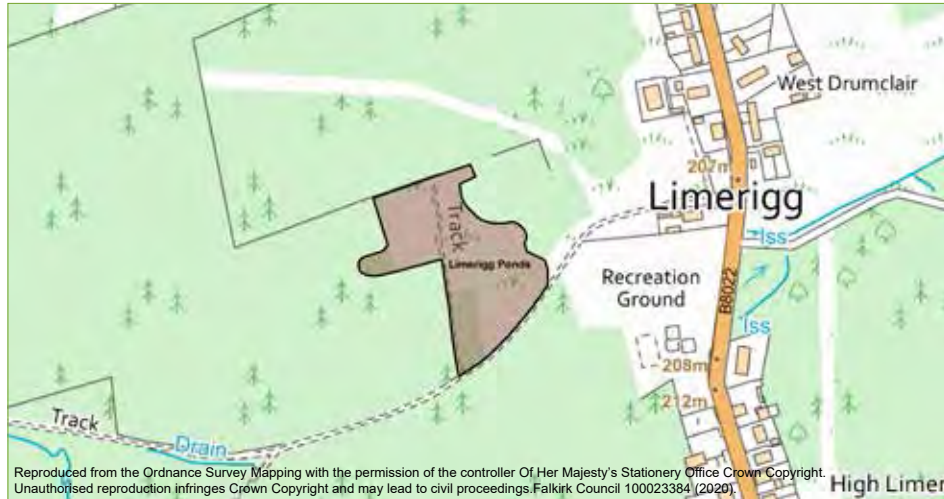 West Drumclair
207m
Limerigg
Track
Limerigg Ponds
Iss
Recreation
Ground
B8022
Iss
208m
212m
Track
Drain
Reproduced from the Ordnance Survey Mapping with the permission of the controller Of Her Majesty's Stationery Office Crown Copyright.
Unauthorised reproduction infringes Crown Copyright and may lead to civil proceedings.Falkirk Council 100023384 (2020).
High Limer